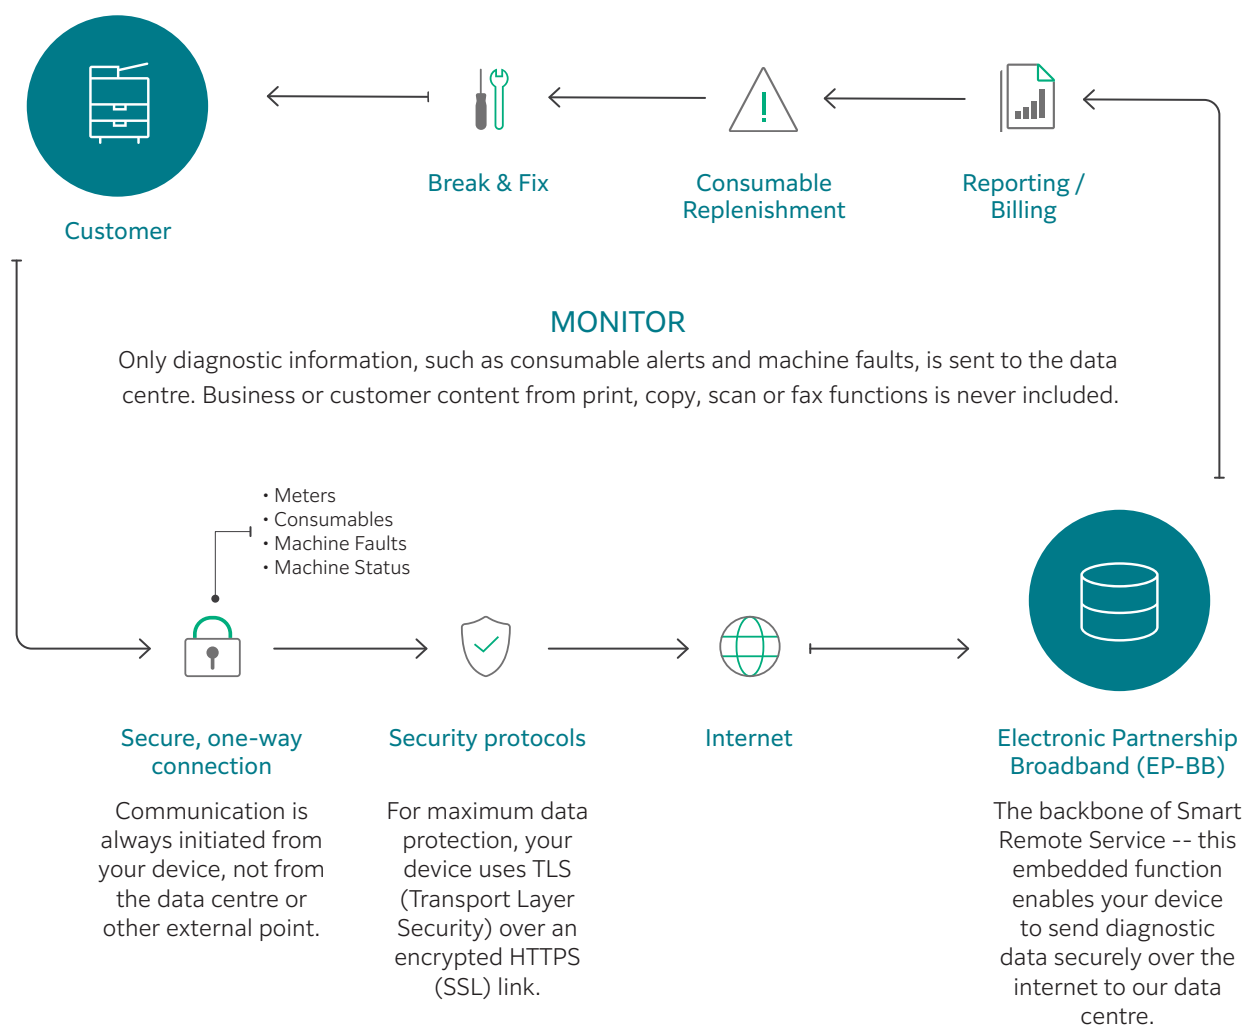 Customer
Break & Fix
Consumable
Replenishment
Reporting /
Billing
MONITOR
Only diagnostic information, such as consumable alerts and machine faults, is sent to the data
centre. Business or customer content from print, copy, scan or fax functions is never included.
• Meters
• Consumables
• Machine Faults
• Machine Status
Secure, one-way
connection
Communication is
always initiated from
your device, not from
the data centre or
other external point.
Security protocols
For maximum data
protection, your
device uses TLS
(Transport Layer
Security) over an
encrypted HTTPS
(SSL) link.
Internet
Electronic Partnership
Broadband (EP-BB)
The backbone of Smart
Remote Service -- this
embedded function
enables your device
to send diagnostic
data securely over the
internet to our data
centre.